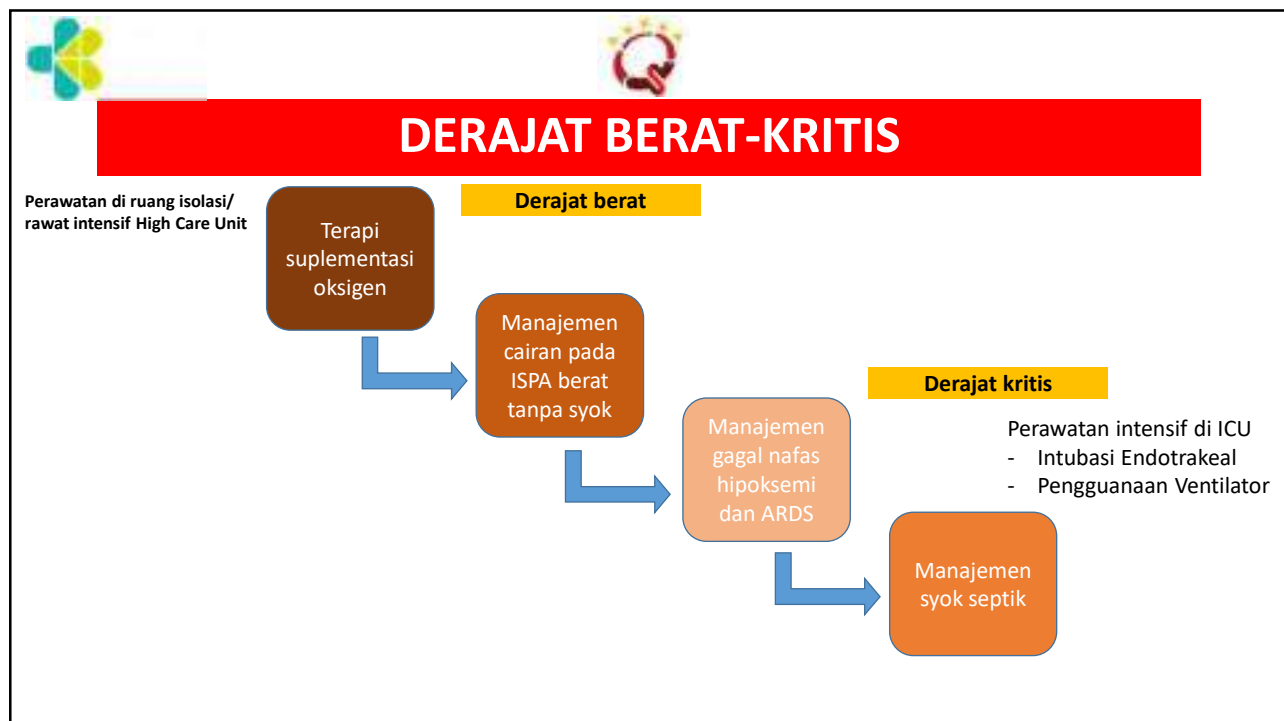 DERAJAT BERAT-KRITIS
Perawatan di ruang isolasi/
rawat intensif High Care Unit
Derajat berat
Terapi
suplementasi
oksigen
Manajemen
cairan pada
ISPA berat
tanpa syok
Derajat kritis
Manajemen
gagal nafas
hipoksemi
dan ARDS
Perawatan intensif di ICU
- Intubasi Endotrakeal
- Pengguanaan Ventilator
Manajemen
syok septik